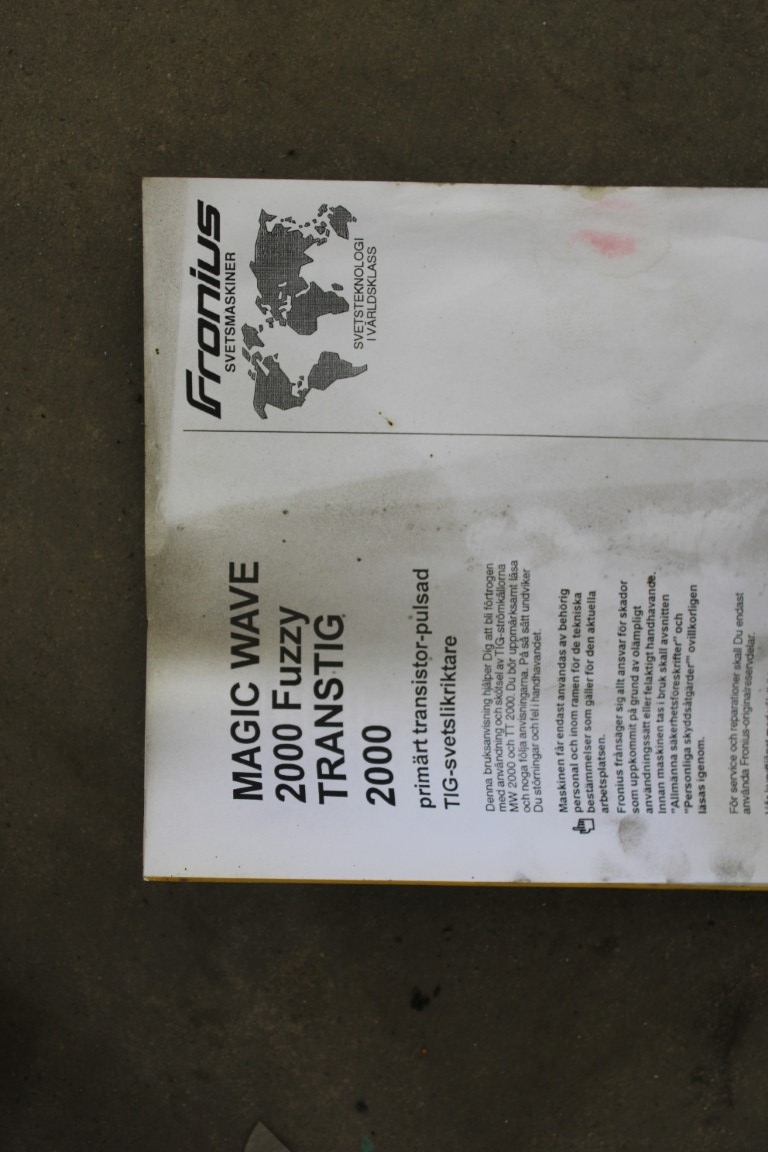 Fronius
SVETSMASKINER
SVETSTEKNOLOGI
I VÄRLDSKLASS
MAGIC WAVE
2000 Fuzzy
TRANSTIG
2000
primärt transistor-pulsad
TIG-svetslikriktare
Denna bruksanvisning hjälper Dig att bli förtrogen
med användning och skötsel av TIG-strömkällorna
MW 2000 och TT 2000. Du bör uppmärksamt läsa
och noga följa anvisningarna. På så sätt undviker
Du störningar och fel i handhavandet.
Maskinen får endast användas av behörig
personal och inom ramen för de tekniska
bestämmelser som gäller för den aktuella
arbetsplatsen.
Fronius frånsäger sig allt ansvar för skador
som uppkommit på grund av olämpligt
användningssätt eller felaktigt handhavande.
Innan maskinen tas i bruk skall avsnitten
"Allmänna säkerhetsföreskrifter" och
"Personliga skyddsåtgärder" ovillkorligen
läsas igenom.
För service och reparationer skall Du endast
använda Fronius-originalreservdelar.